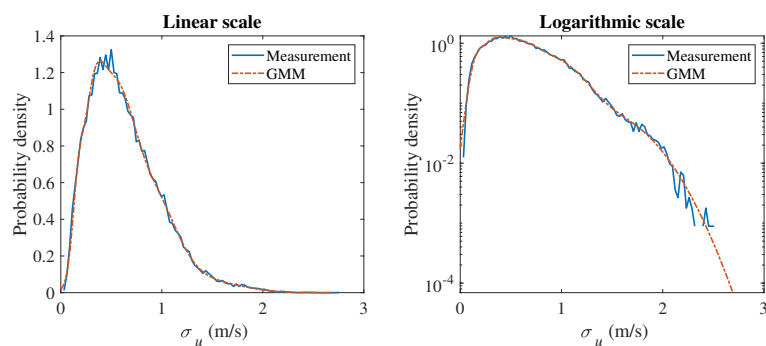 Linear scale
1.4
1.2
1
0.8
0.6
0.4
0.2
0
0
1
2
3
Probability density
σu (m/s)
Measurement
GMM
Logarithmic scale
10^0
10^-2
10^-4
0
1
2
3
Probability density
σu (m/s)
Measurement
GMM